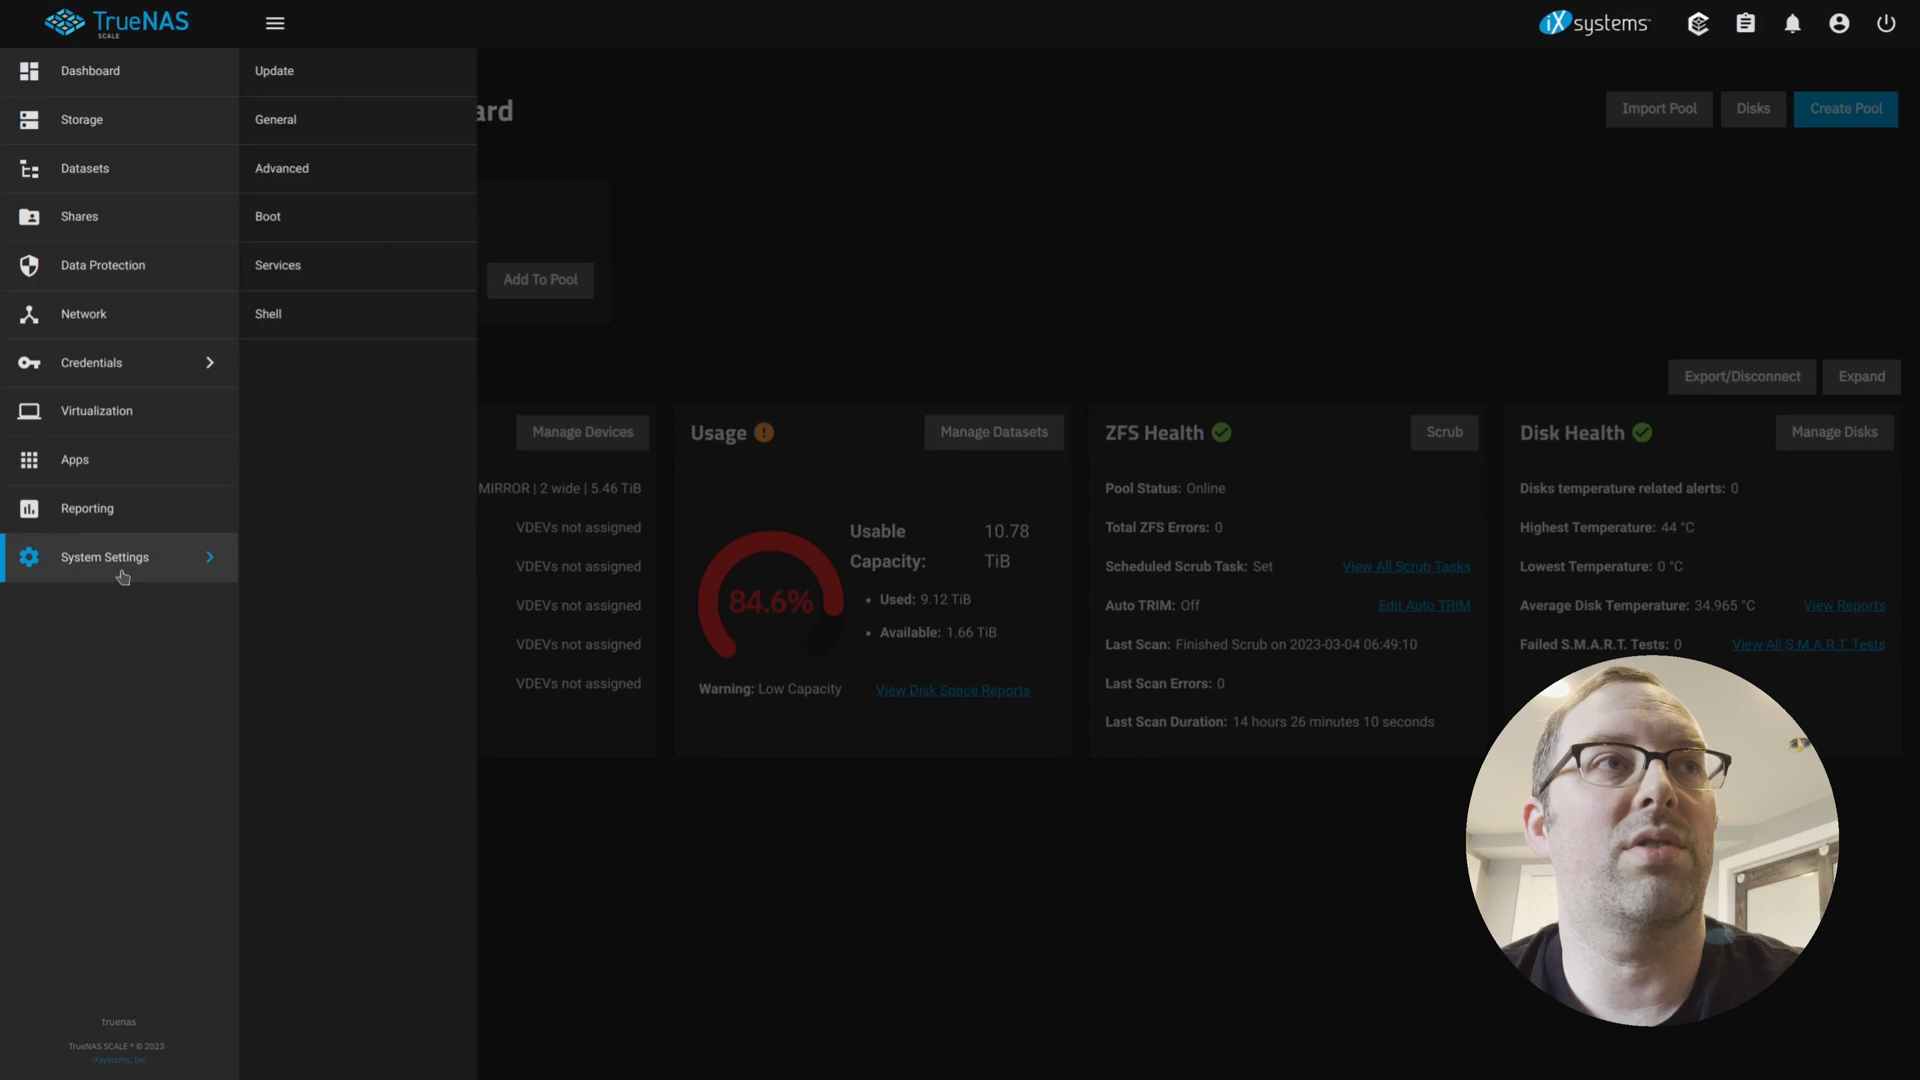 TrueNAS
SCALE
iXsystems
Dashboard
Storage
Datasets
Shares
Data Protection
Network
Credentials
Virtualization
Apps
Reporting
System Settings
truenas
TrueNAS SCALE ® © 2023 -
iXsystems, Inc
Update
General
Advanced
Boot
Services
Shell
ard
Import Pool
Disks
Create Pool
Add To Pool
Export/Disconnect
Expand
Manage Devices
MIRROR | 2 wide | 5.46 TiB
VDEVs not assigned
VDEVs not assigned
VDEVs not assigned
VDEVs not assigned
VDEVs not assigned
Usage
Manage Datasets
84.6%
Usable Capacity: 10.78 TiB
Used: 9.12 TiB
Available: 1.66 TiB
Warning: Low Capacity
View Disk Space Reports
ZFS Health
Scrub
Pool Status: Online
Total ZFS Errors: 0
Scheduled Scrub Task: Set
View All Scrub Tasks
Auto TRIM: Off
Edit Auto TRIM
Last Scan: Finished Scrub on 2023-03-04 06:49:10
Last Scan Errors: 0
Last Scan Duration: 14 hours 26 minutes 10 seconds
Disk Health
Manage Disks
Disks temperature related alerts: 0
Highest Temperature: 44 °C
Lowest Temperature: 0 °C
Average Disk Temperature: 34.965 °C
View Reports
Failed S.M.A.R.T. Tests: 0
View All S.M.A.R.T. Tests